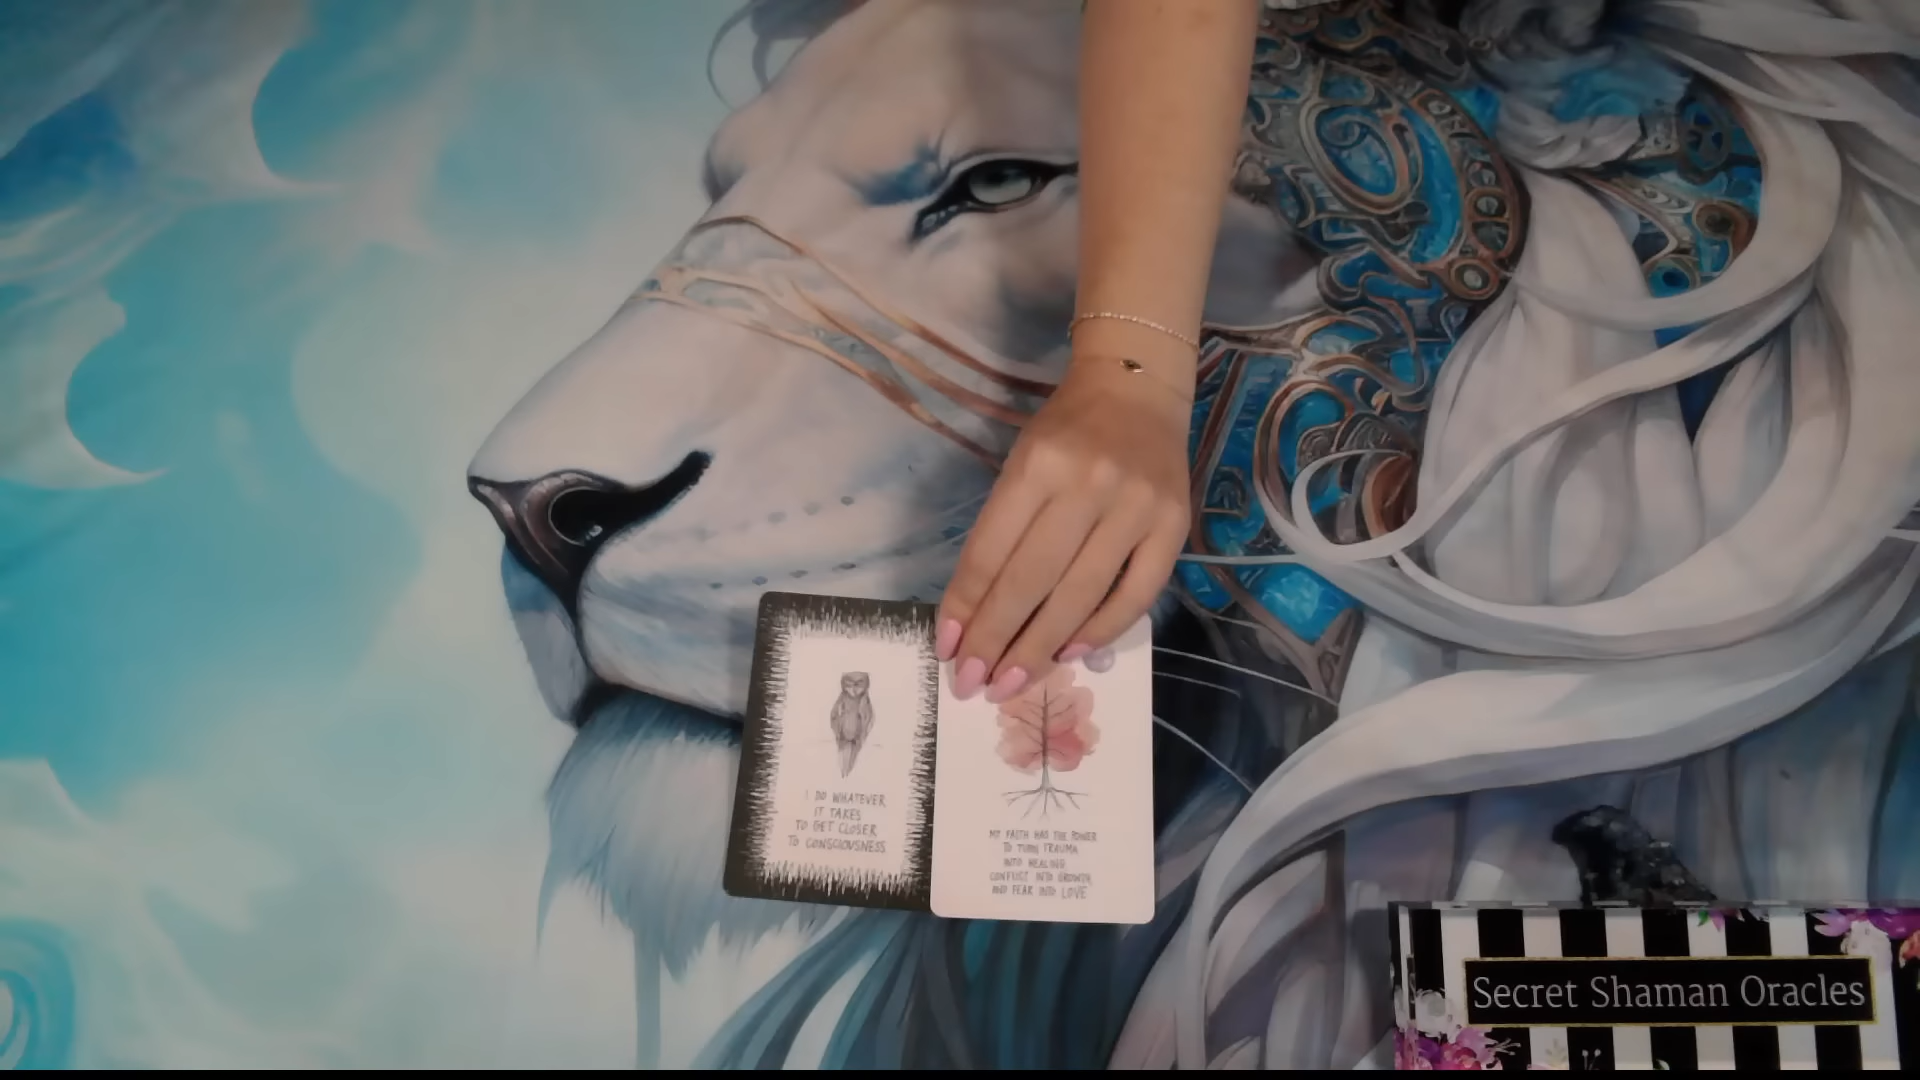 I DO WHATEVER
IT TAKES
TO GET CLOSER
TO CONSCIOUSNESS
MY FAITH HAS THE POWER
TO TURN TRAUMA
INTO HEALING
CONFLICT INTO GROWTH
AND FEAR INTO LOVE
Secret Shaman Oracles